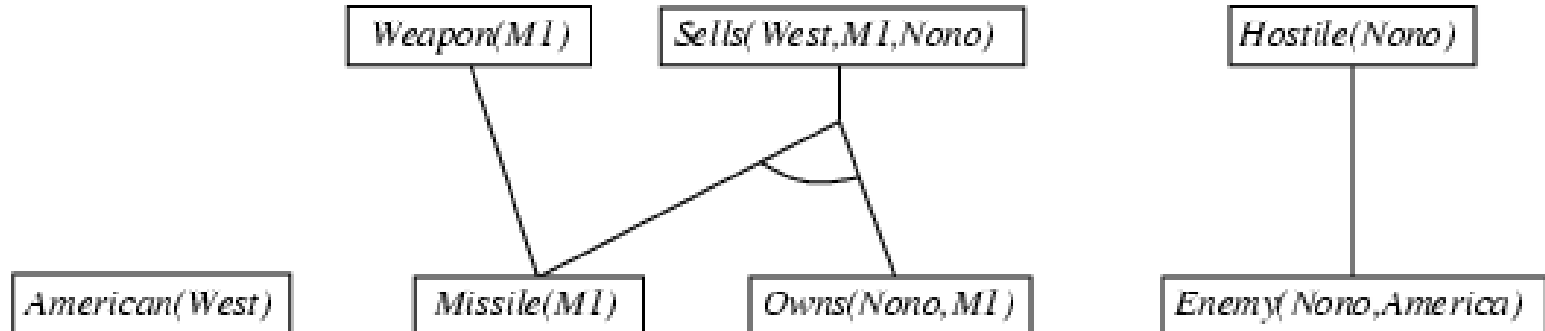 Weapon(M1)
Sells(West,M1,Nono)
Hostile(Nono)
American(West)
Missile(M1)
Owns(Nono,M1)
Enemy(Nono,America)